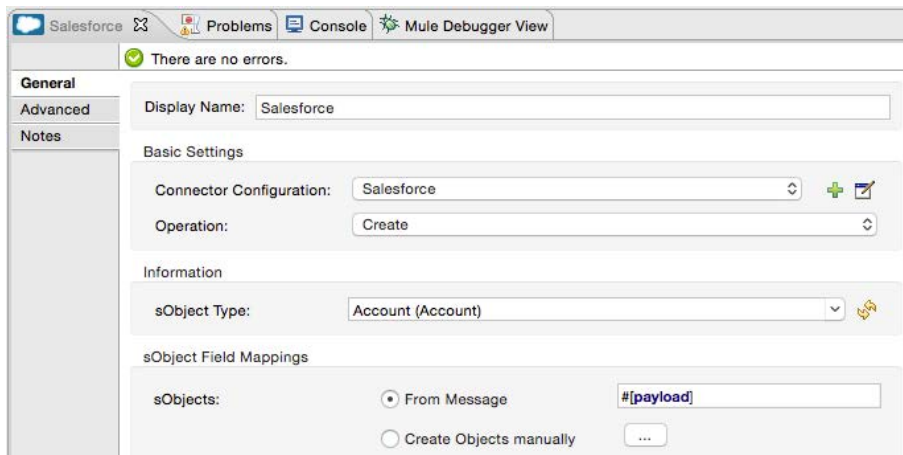 Salesforce Problems Console Mule Debugger View
There are no errors.
General
Advanced
Notes
Display Name: Salesforce
Basic Settings
Connector Configuration: Salesforce
Operation: Create
Information
sObject Type: Account (Account)
sObject Field Mappings
sObjects: From Message #[payload]
Create Objects manually ...